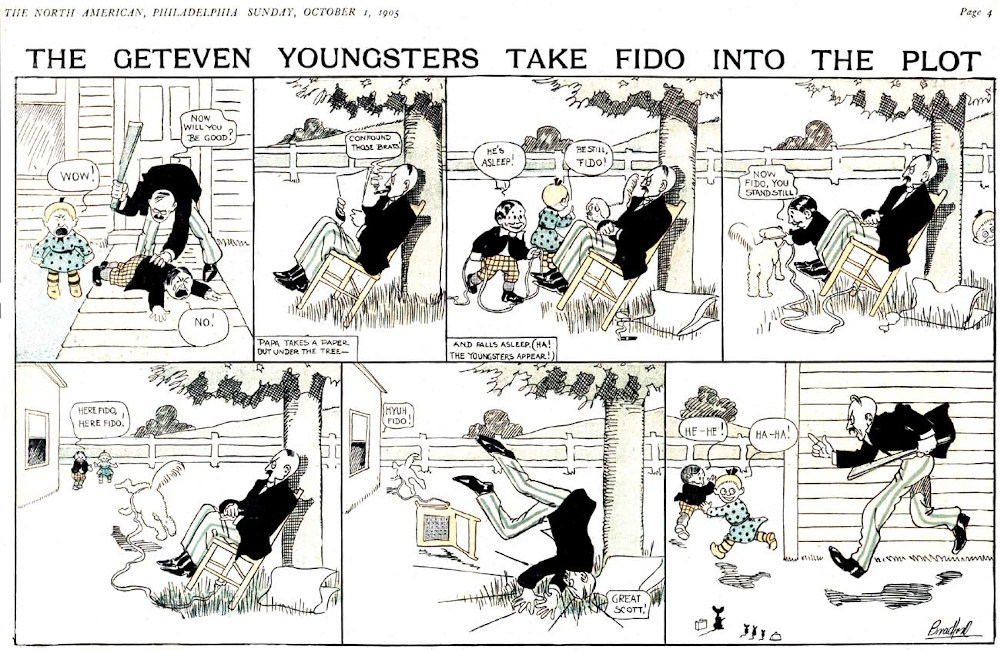 THE NORTH AMERICAN, PHILADELPHIA SUNDAY, OCTOBER 1, 1905
Page 4
THE GETEVEN YOUNGSTERS TAKE FIDO INTO THE PLOT
WOW!
NOW
WILL YOU
BE GOOD?
NO!
CONFOUND
THOSE BRATS.
PAPA TAKES A PAPER
OUT UNDER THE TREE—
HE'S
ASLEEP!
BE STILL,
'FIDO!
AND FALLS ASLEEP. (HA!
THE YOUNGSTERS APPEAR!)
NOW
FIDO, YOU
STAND STILL
HERE FIDO,
HERE FIDO.
HYUH
FIDO!
GREAT
SCOTT!
HE-HE!
HA-HA!
Bradford